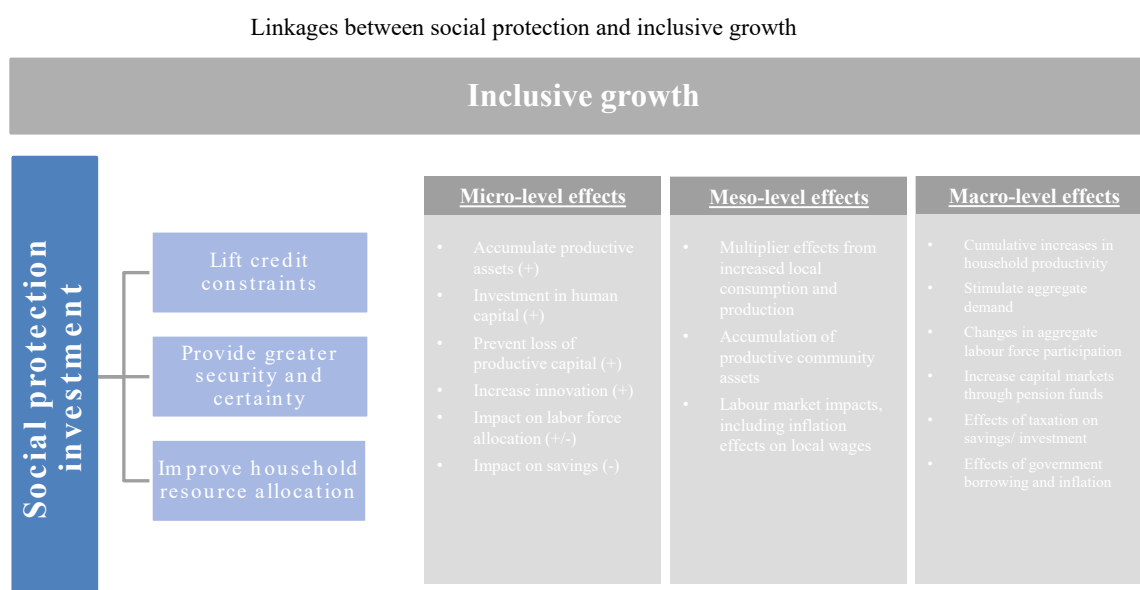 Linkages between social protection and inclusive growth
Inclusive growth
Social protection
investment
Lift credit
constraints
Provide greater
security and
certainty
Improve household
resource allocation
Micro-level effects
• Accumulate productive
assets (+)
• Investment in human
capital (+)
• Prevent loss of
productive capital (+)
• Increase innovation (+)
• Impact on labor force
allocation (+/-)
• Impact on savings (-)
Meso-level effects
• Multiplier effects from
increased local
consumption and
production
• Accumulation of
productive community
assets
• Labour market impacts,
including inflation
effects on local wages
Macro-level effects
• Cumulative increases in
household productivity
• Stimulate aggregate
demand
• Changes in aggregate
labour force participation
• Increase capital markets
through pension funds
• Effects of taxation on
savings/ investment
• Effects of government
borrowing and inflation